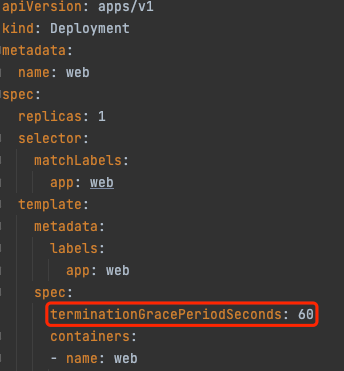 apiVersion: apps/v1
kind: Deployment
metadata:
  name: web
spec:
  replicas: 1
  selector:
    matchLabels:
      app: web
  template:
    metadata:
      labels:
        app: web
    spec:
      terminationGracePeriodSeconds: 60
      containers:
      - name: web